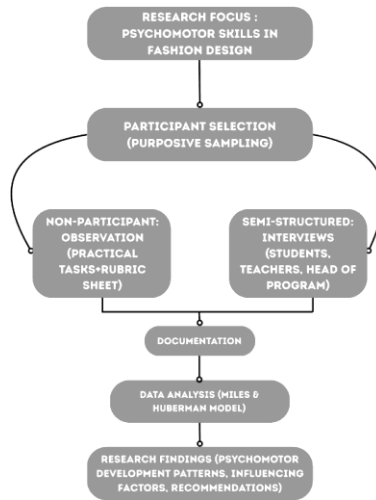 RESEARCH FOCUS :
PSYCHOMOTOR SKILLS IN
FASHION DESIGN
PARTICIPANT SELECTION
(PURPOSIVE SAMPLING)
NON-PARTICIPANT:
OBSERVATION
(PRACTICAL
TASKS+RUBRIC
SHEET)
SEMI-STRUCTURED:
INTERVIEWS
(STUDENTS,
TEACHERS, HEAD OF
PROGRAM)
DOCUMENTATION
DATA ANALYSIS (MILES &
HUBERMAN MODEL)
RESEARCH FINDINGS (PSYCHOMOTOR
DEVELOPMENT PATTERNS, INFLUENCING
FACTORS, RECOMMENDATIONS)